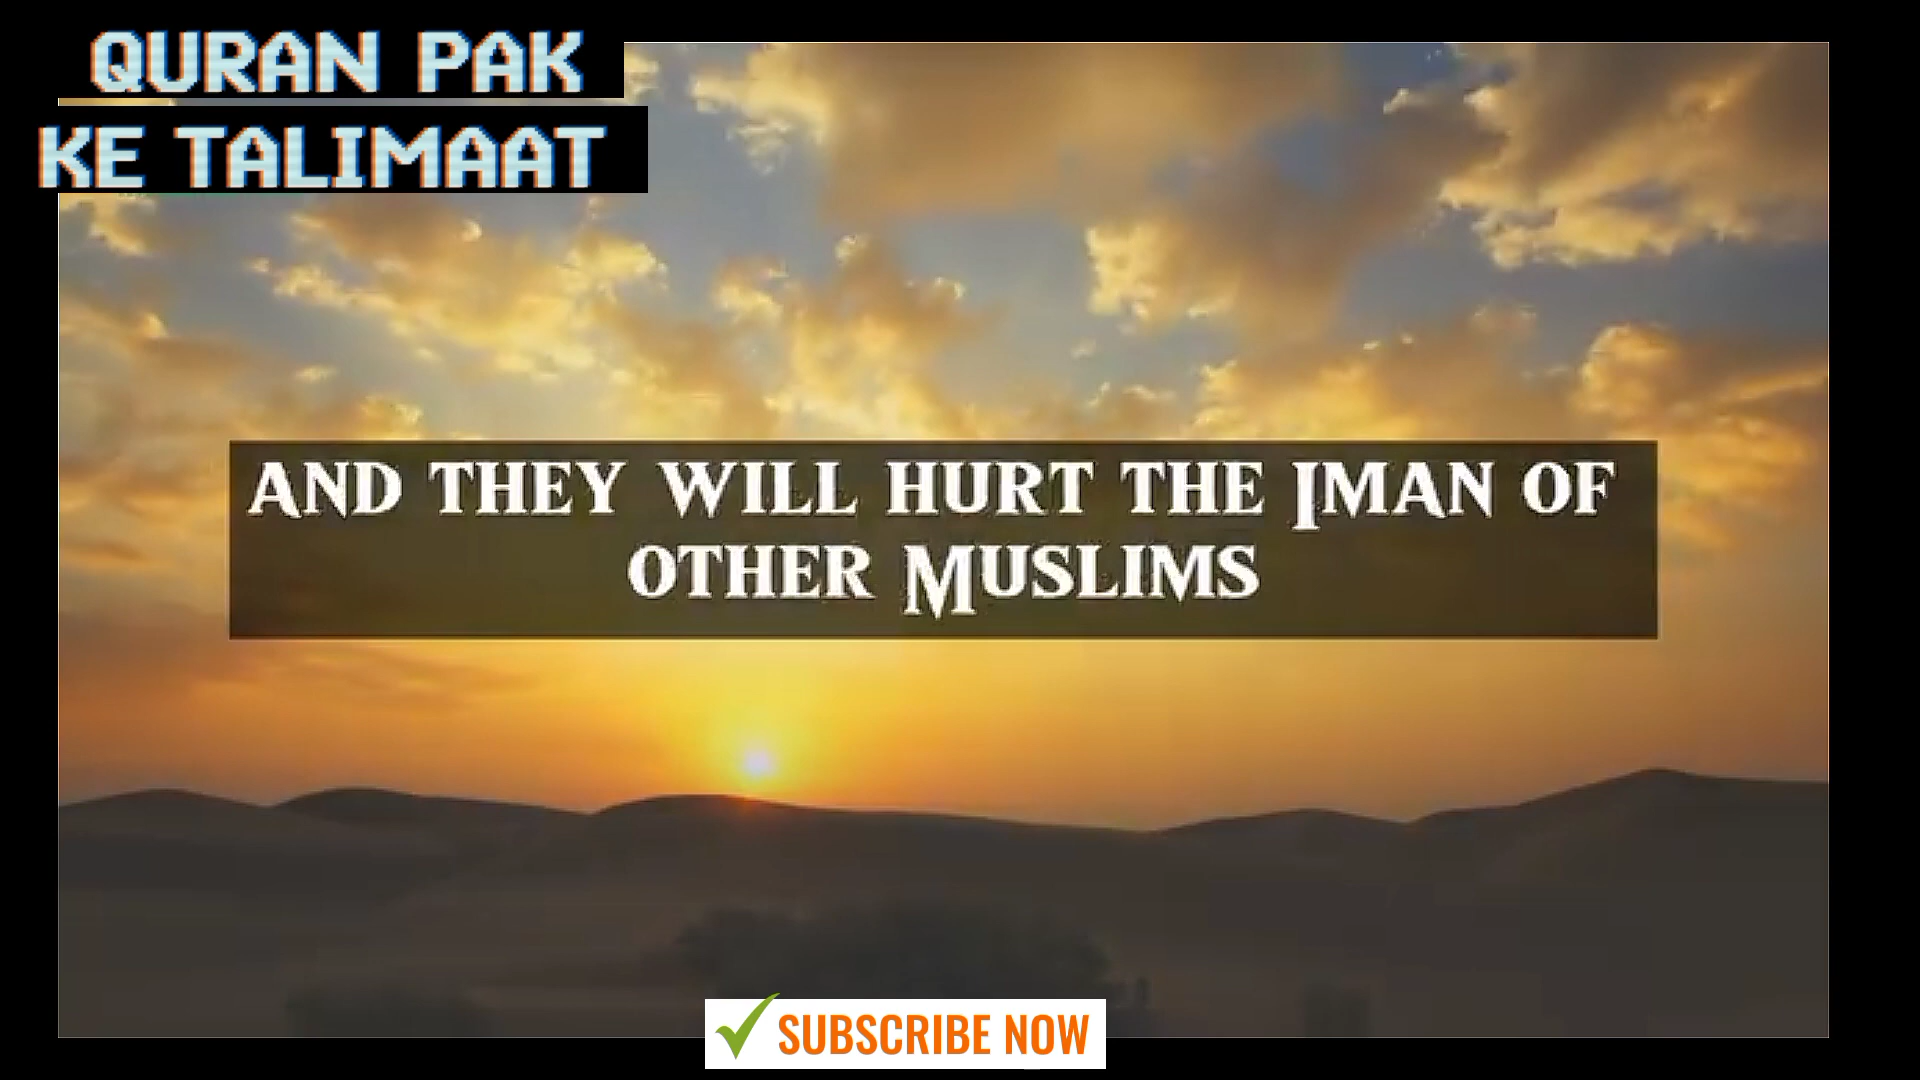 QURAN PAK
KE TALIMAAT
AND THEY WILL HURT THE IMAN OF
OTHER MUSLIMS
SUBSCRIBE NOW